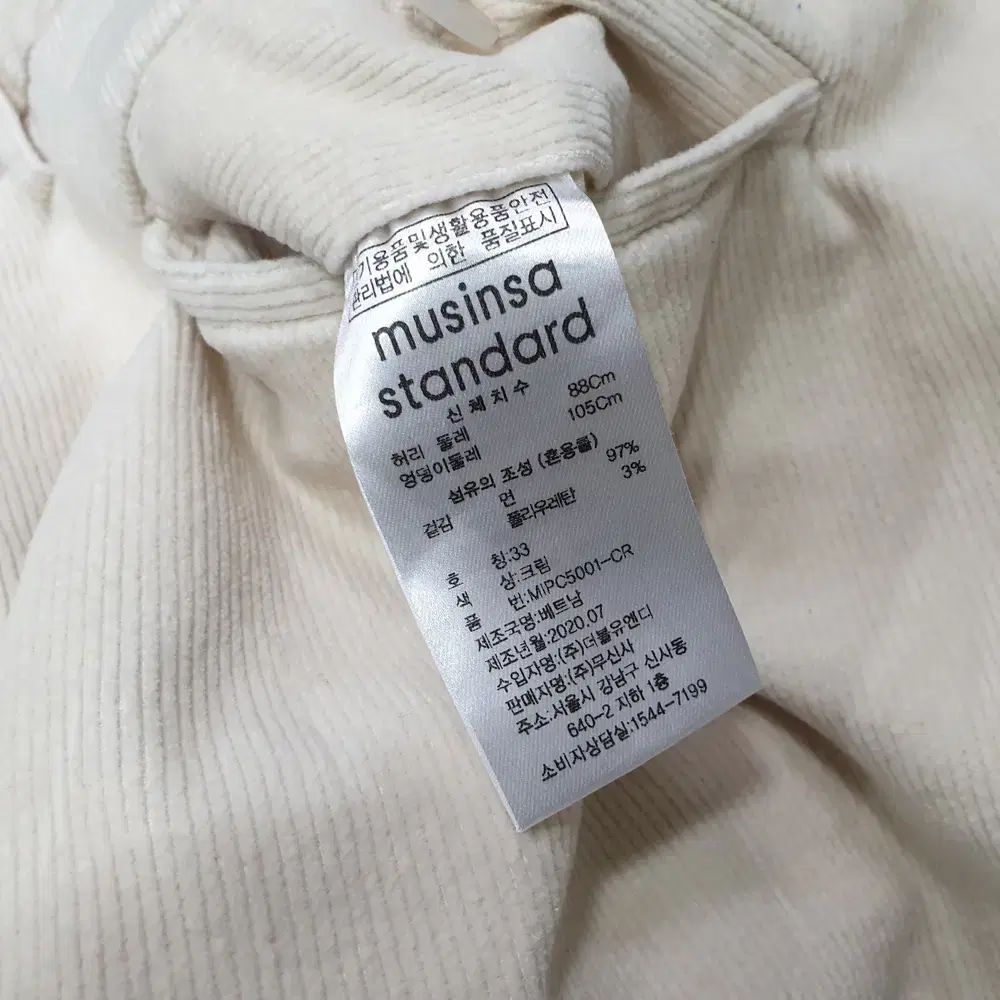 전기용품및생활용품안전
관리법에 의한 품질표시
musinsa
standard
신체치수
허리 둘레 88Cm
엉덩이둘레 105Cm
섬유의 조성 (혼용률)
겉감 면 97%
폴리우레탄 3%
호 칭:33
색 상:크림
품 번:MIPC5001-CR
제조국명:베트남
제조년월:2020.07
수입자명:(주)더블유앤디
판매자명:(주)무신사
주소:서울시 강남구 신사동
640-2 지하 1층
소비자상담실:1544-7199